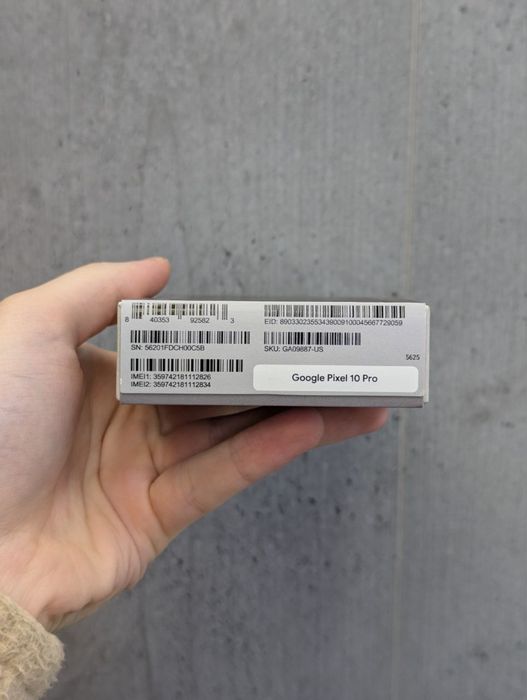 8 40353 92582 3
SN: 56201FDCH00C5B
IMEI1: 359742181112826
IMEI2: 359742181112834
EID: 89033023553439009100045667729059
SKU: GA09887-US
5625
Google Pixel 10 Pro